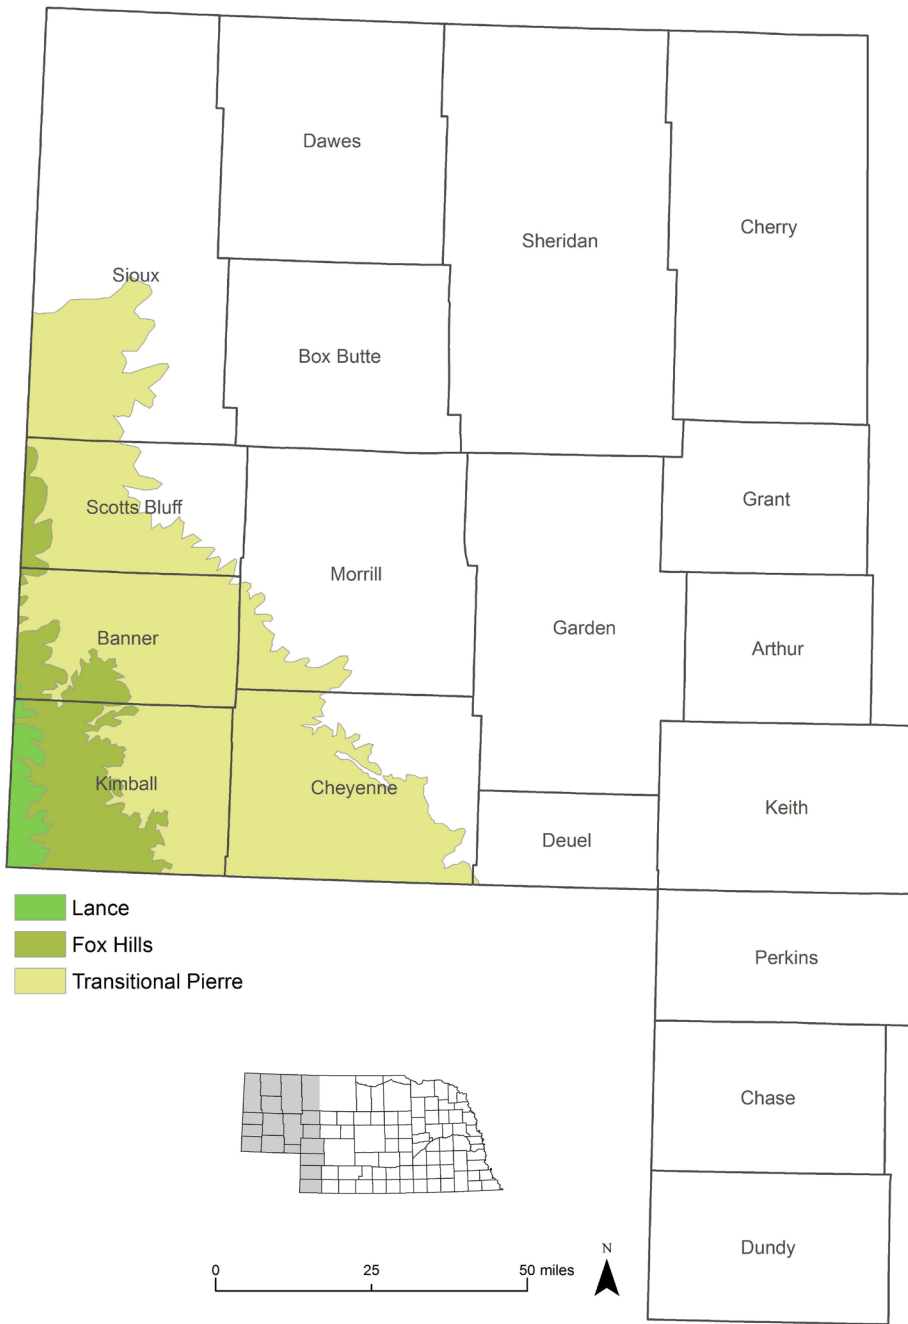 Dawes
Cherry
Sheridan
Sioux
Box Butte
Grant
Scotts Bluff
Morrill
Garden
Banner
Arthur
Kimball
Cheyenne
Keith
Deuel
Lance
Fox Hills
Transitional Pierre
Perkins
Chase
Dundy
N
0 25 50 miles